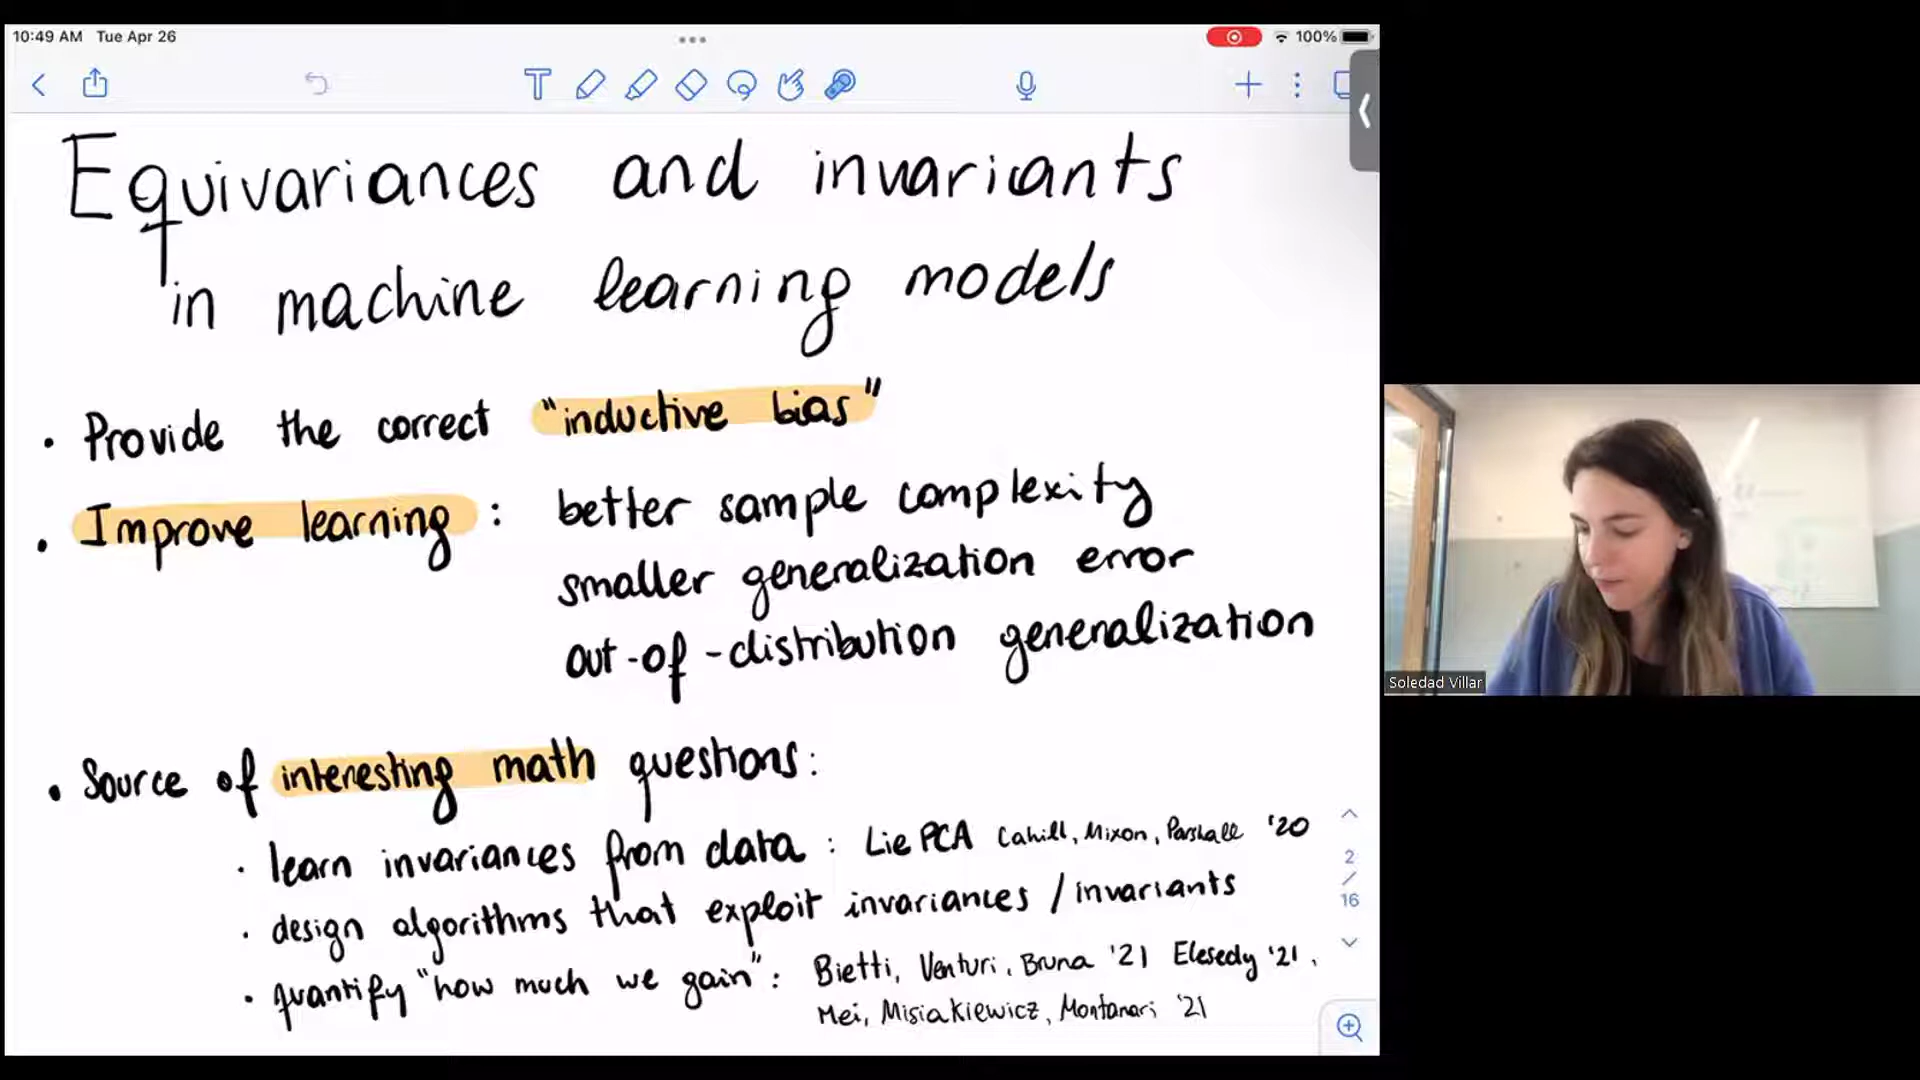 10:49 AM Tue Apr 26
100%
Equivariances and invariants
in machine learning models
• Provide the correct "inductive bias"
• Improve learning : better sample complexity
smaller generalization error
out-of-distribution generalization
• Source of interesting math questions:
• learn invariances from data : Lie PCA Cahill, Mixon, Parshall '20
• design algorithms that exploit invariances / invariants
• quantify "how much we gain" : Bietti, Venturi, Bruna '21 Elesedy '21,
Mei, Misiakiewicz, Montanari '21
2
/
16
Soledad Villar